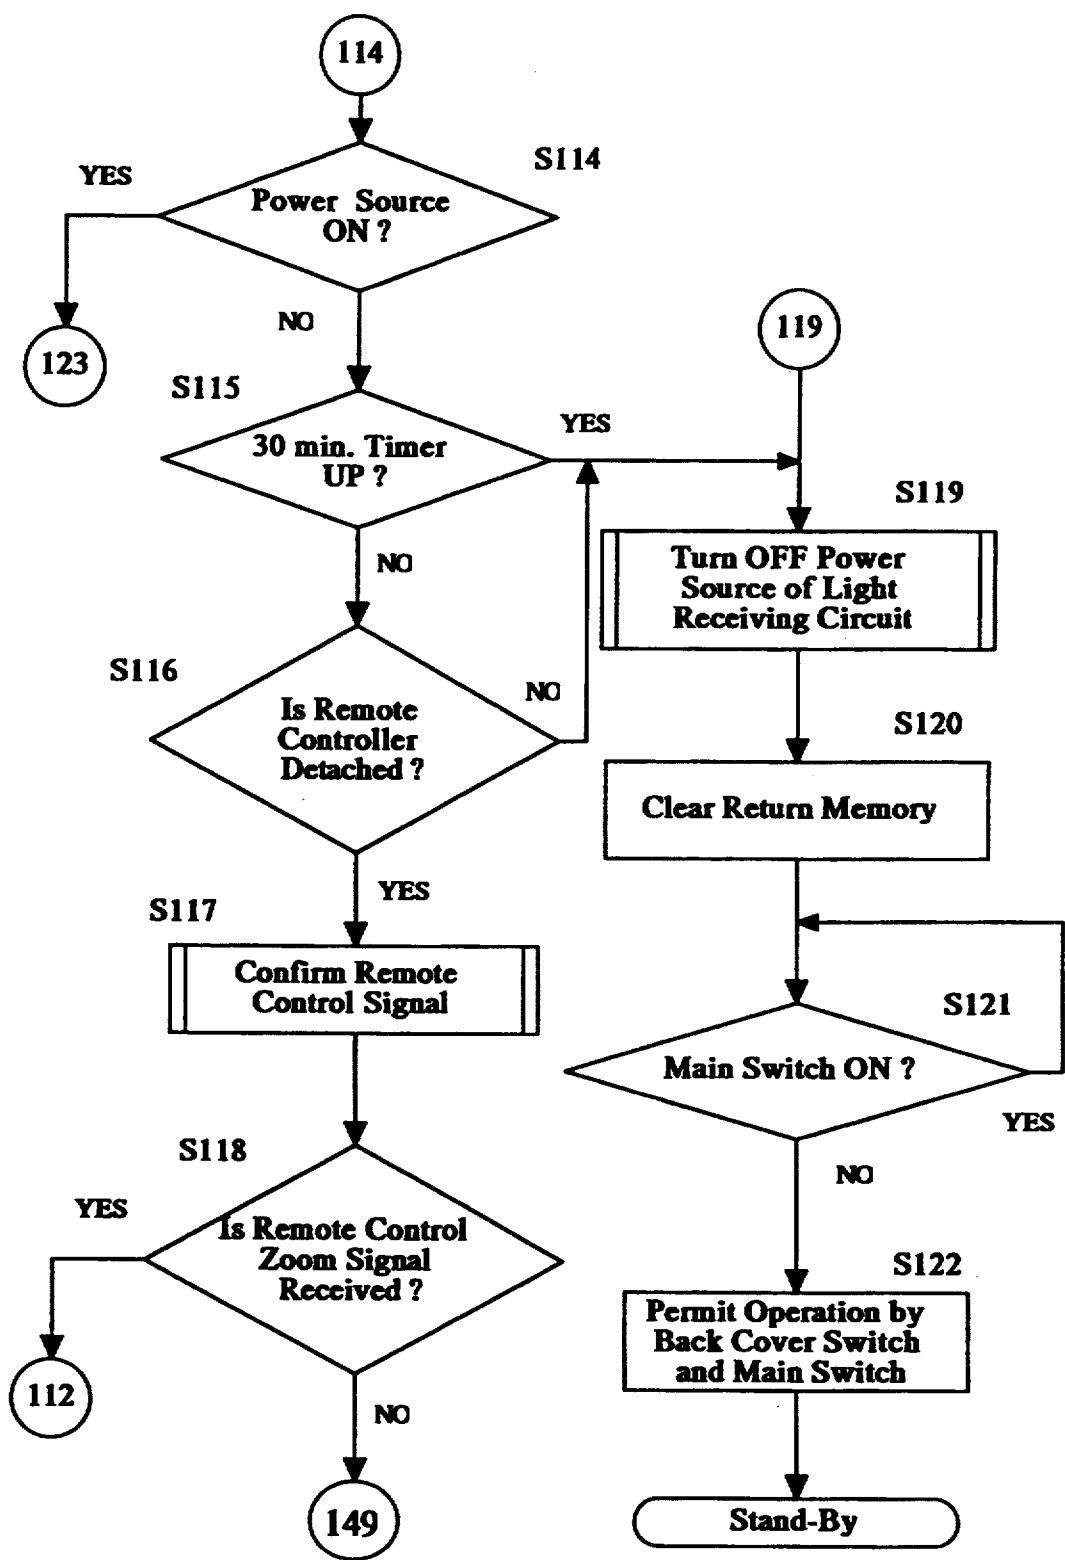 114
S114
YES
Power Source
ON ?
NO
123
119
S115
YES
30 min. Timer
UP ?
S119
NO
Turn OFF Power
Source of Light
Receiving Circuit
S116
NO
Is Remote
Controller
Detached ?
S120
Clear Return Memory
YES
S117
Confirm Remote
Control Signal
S121
Main Switch ON ?
YES
S118
NO
YES
Is Remote Control
Zoom Signal
Received ?
S122
Permit Operation by
Back Cover Switch
and Main Switch
112
NO
149
Stand-By